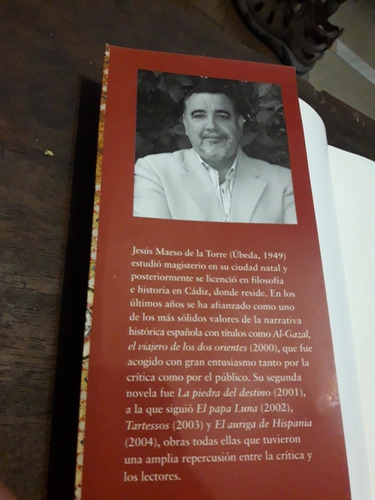 Jesús Maeso de la Torre (Úbeda, 1949)
estudió magisterio en su ciudad natal y
posteriormente se licenció en filosofía
e historia en Cádiz, donde reside. En los
últimos años se ha afianzado como uno
de los más sólidos valores de la narrativa
histórica española con títulos como Al-Gazal,
el viajero de los dos orientes (2000), que fue
acogido con gran entusiasmo tanto por la
crítica como por el público. Su segunda
novela fue La piedra del destino (2001),
a la que siguió El papa Luna (2002),
Tartessos (2003) y El auriga de Hispania
(2004), obras todas ellas que tuvieron
una amplia repercusión entre la crítica y
los lectores.